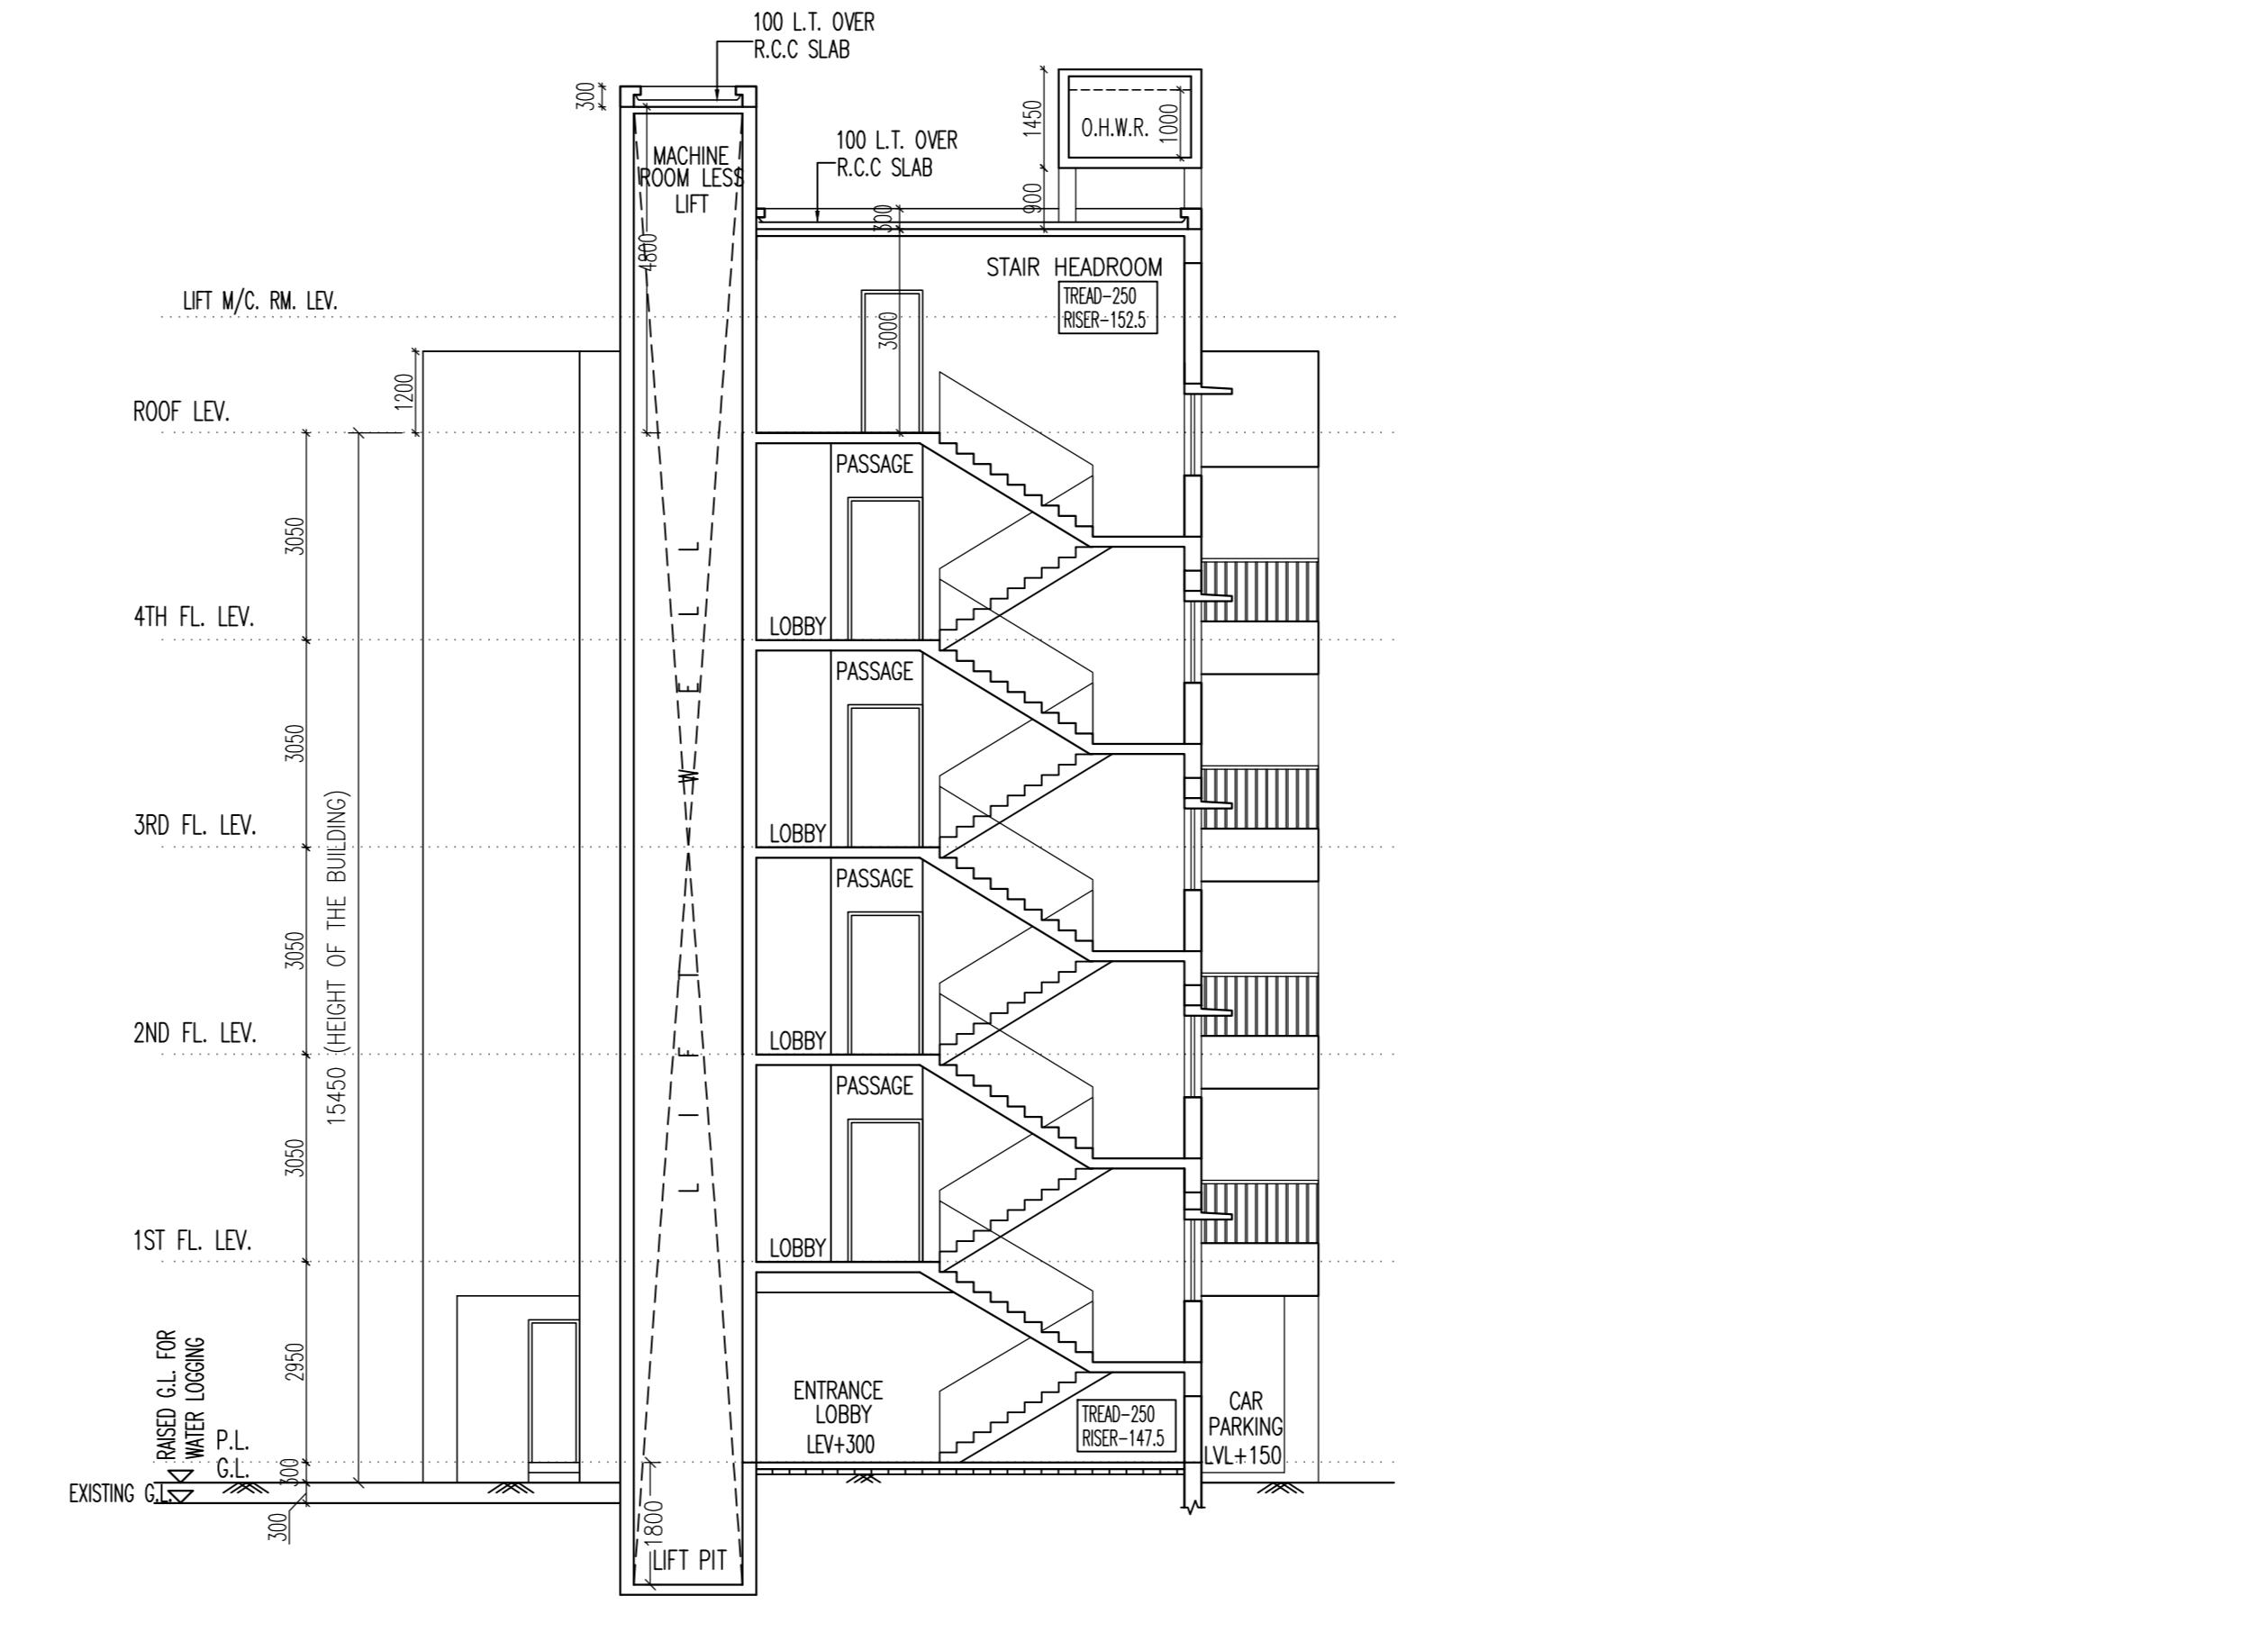 100 L.T. OVER
R.C.C SLAB
300
1450
O.H.W.R.
1000
100 L.T. OVER
R.C.C SLAB
MACHINE
ROOM LESS
LIFT
900
300
4800
STAIR HEADROOM
TREAD-250
RISER-152.5
LIFT M/C. RM. LEV.
3000
1200
ROOF LEV.
PASSAGE
3050
4TH FL. LEV.
LOBBY
PASSAGE
3050
3RD FL. LEV.
LOBBY
PASSAGE
15450 (HEIGHT OF THE BUILDING)
3050
2ND FL. LEV.
LOBBY
PASSAGE
3050
LIFT WELL
1ST FL. LEV.
LOBBY
2950
RAISED G.L. FOR
WATER LOGGING
ENTRANCE
LOBBY
LEV+300
TREAD-250
RISER-147.5
CAR
PARKING
LVL+150
P.L.
G.L.
300
EXISTING G.L.
300
1800
LIFT PIT